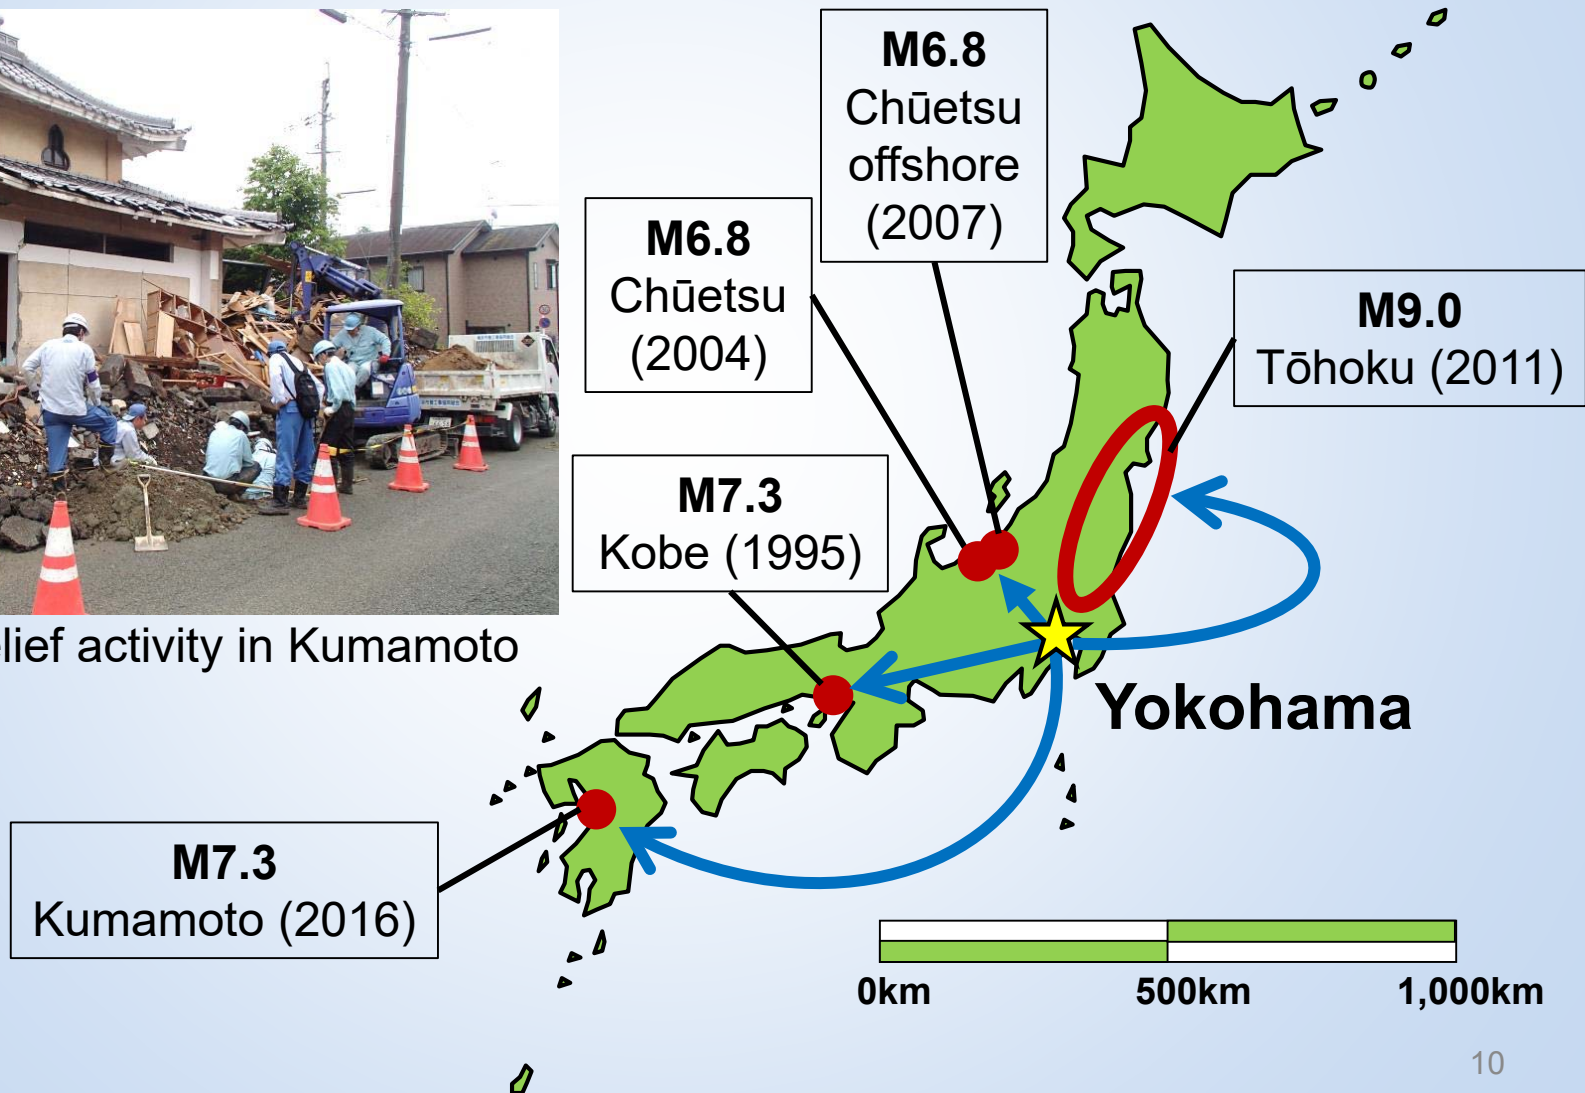 M6.8
Chūetsu
offshore
(2007)
M6.8
Chūetsu
(2004)
M9.0
Tōhoku (2011)
M7.3
Kobe (1995)
elief activity in Kumamoto
Yokohama
M7.3
Kumamoto (2016)
0km 500km 1,000km
10